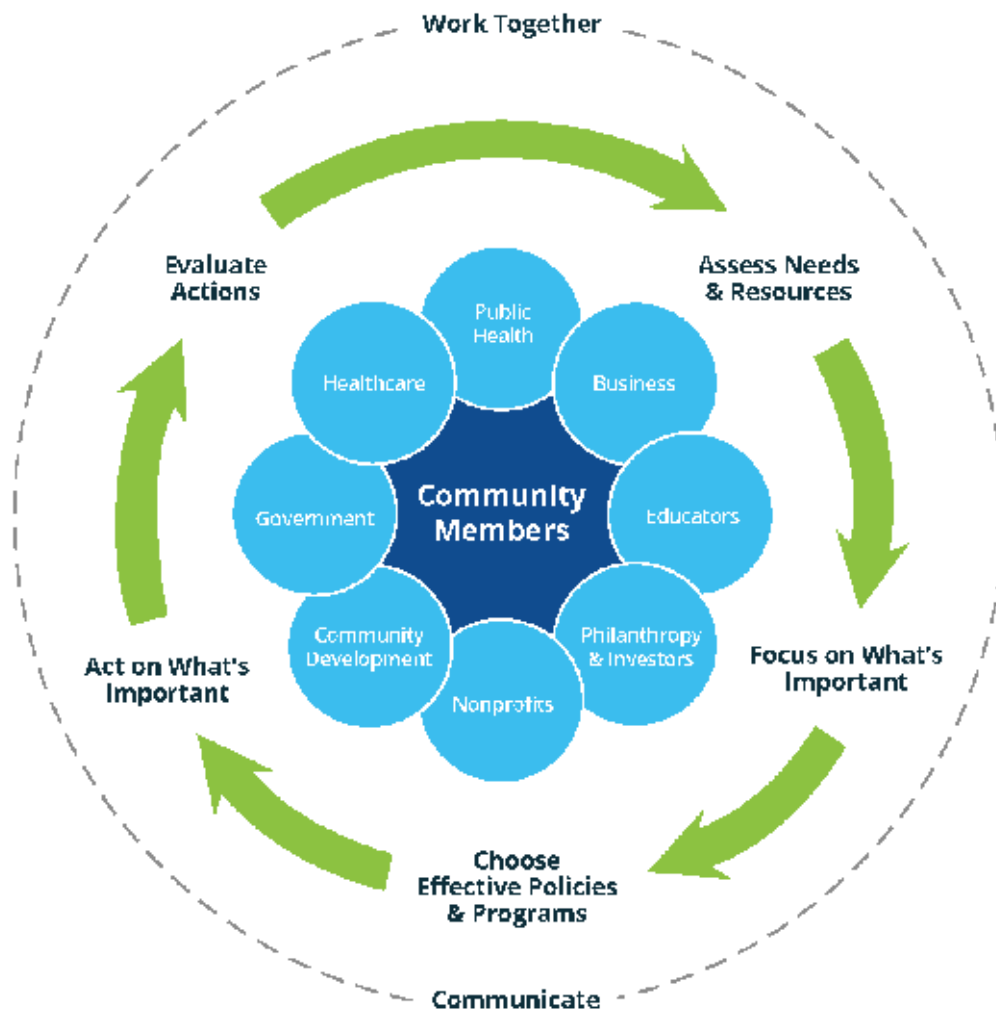 Work Together
Evaluate
Actions
Assess Needs
& Resources
Public
Health
Healthcare
Business
Community
Members
Government
Educators
Community
Development
Philanthropy
& Investors
Nonprofits
Act on What's
Important
Focus on What's
Important
Choose
Effective Policies
& Programs
Communicate